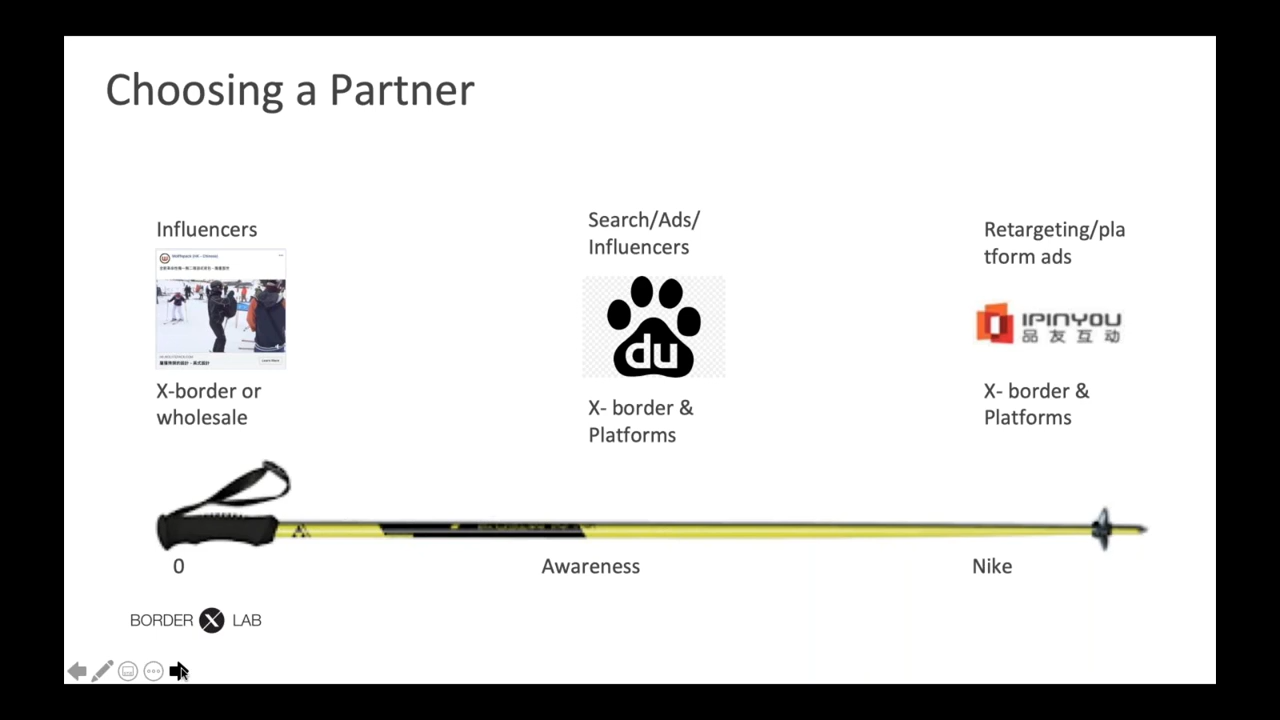 Choosing a Partner
Influencers
X-border or
wholesale
Search/Ads/
Influencers
du
X- border &
Platforms
Retargeting/pla
tform ads
IPINYOU
品友互动
X- border &
Platforms
0
Awareness
Nike
BORDER X LAB